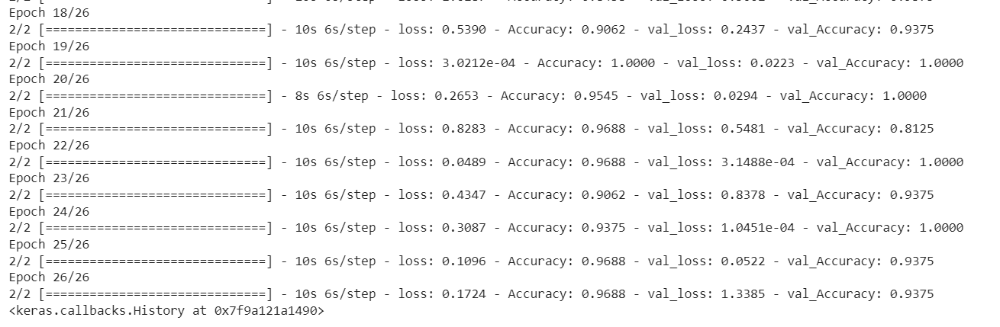 Epoch 18/26
2/2 [==============================] - 10s 6s/step - loss: 0.5390 - Accuracy: 0.9062 - val_loss: 0.2437 - val_Accuracy: 0.9375
Epoch 19/26
2/2 [==============================] - 10s 6s/step - loss: 3.0212e-04 - Accuracy: 1.0000 - val_loss: 0.0223 - val_Accuracy: 1.0000
Epoch 20/26
2/2 [==============================] - 8s 6s/step - loss: 0.2653 - Accuracy: 0.9545 - val_loss: 0.0294 - val_Accuracy: 1.0000
Epoch 21/26
2/2 [==============================] - 10s 6s/step - loss: 0.8283 - Accuracy: 0.9688 - val_loss: 0.5481 - val_Accuracy: 0.8125
Epoch 22/26
2/2 [==============================] - 10s 6s/step - loss: 0.0489 - Accuracy: 0.9688 - val_loss: 3.1488e-04 - val_Accuracy: 1.0000
Epoch 23/26
2/2 [==============================] - 10s 6s/step - loss: 0.4347 - Accuracy: 0.9062 - val_loss: 0.8378 - val_Accuracy: 0.9375
Epoch 24/26
2/2 [==============================] - 10s 6s/step - loss: 0.3087 - Accuracy: 0.9375 - val_loss: 1.0451e-04 - val_Accuracy: 1.0000
Epoch 25/26
2/2 [==============================] - 10s 6s/step - loss: 0.1096 - Accuracy: 0.9688 - val_loss: 0.0522 - val_Accuracy: 0.9375
Epoch 26/26
2/2 [==============================] - 10s 6s/step - loss: 0.1724 - Accuracy: 0.9688 - val_loss: 1.3385 - val_Accuracy: 0.9375
<keras.callbacks.History at 0x7f9a121a1490>